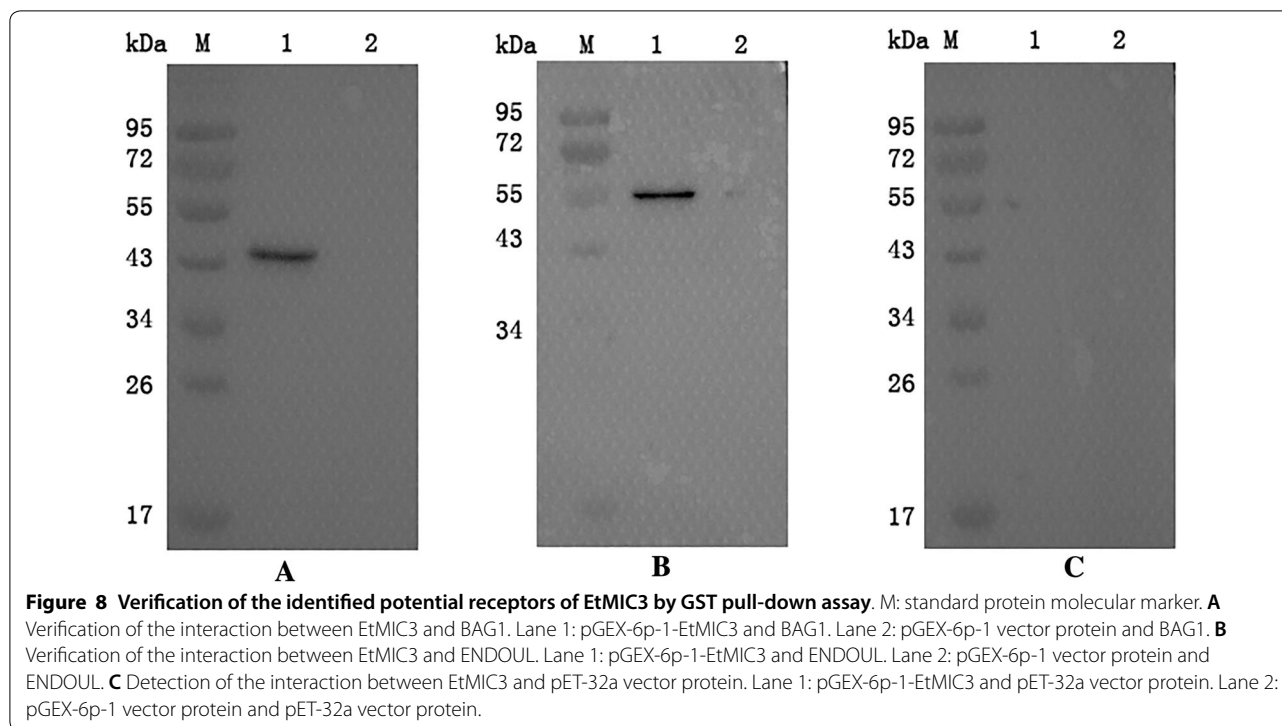 kDa M 1 2
95
72
55
43
34
26
17
A
kDa M 1 2
95
72
55
43
34
B
kDa M 1 2
95
72
55
43
34
26
17
C
Figure 8 Verification of the identified potential receptors of EtMIC3 by GST pull-down assay. M: standard protein molecular marker. A
Verification of the interaction between EtMIC3 and BAG1. Lane 1: pGEX-6p-1-EtMIC3 and BAG1. Lane 2: pGEX-6p-1 vector protein and BAG1. B
Verification of the interaction between EtMIC3 and ENDOUL. Lane 1: pGEX-6p-1-EtMIC3 and ENDOUL. Lane 2: pGEX-6p-1 vector protein and
ENDOUL. C Detection of the interaction between EtMIC3 and pET-32a vector protein. Lane 1: pGEX-6p-1-EtMIC3 and pET-32a vector protein. Lane 2:
pGEX-6p-1 vector protein and pET-32a vector protein.